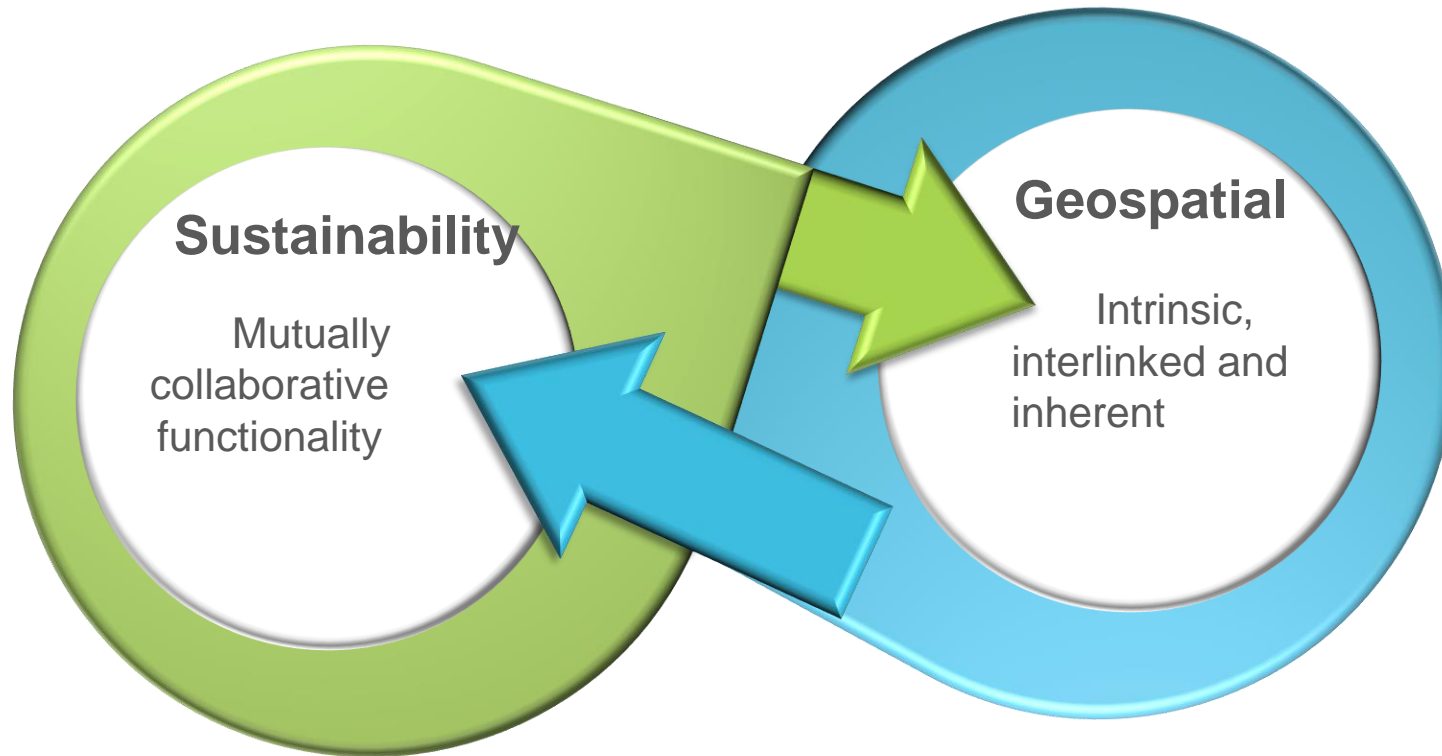 Sustainability
Mutually
collaborative
functionality
Geospatial
Intrinsic,
interlinked and
inherent